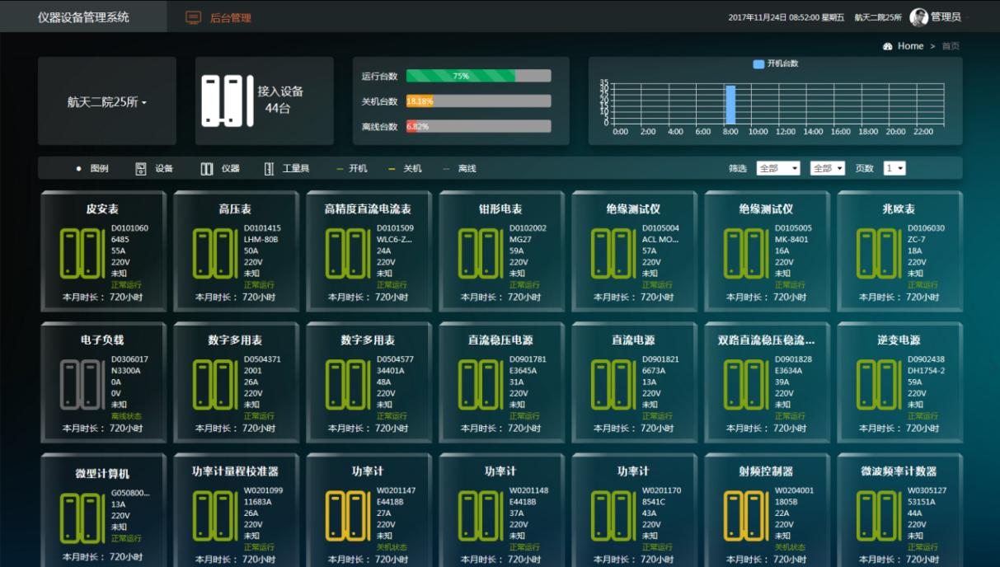 仪器设备管理系统
后台管理
2017年11月24日 08:52:00 星期五 航天二院25所 管理员
Home > 首页
航天二院25所
接入设备
44台
运行台数 75%
关机台数 18.18%
离线台数 6.82%
开机台数
35
30
25
20
15
10
5
0
0:00 2:00 4:00 6:00 8:00 10:00 12:00 14:00 16:00 18:00 20:00 22:00
图例 设备 仪器 工量具 开机 关机 离线 筛选 全部 全部 页数 1
皮安表
D0101060
6485
55A
220V
未知
正常运行
本月时长： 720小时
高压表
D0101415
LHM-80B
50A
220V
未知
正常运行
本月时长： 720小时
高精度直流电流表
D0101509
WLC6-Z...
24A
220V
未知
正常运行
本月时长： 720小时
钳形电表
D0102002
MG27
59A
220V
未知
正常运行
本月时长： 720小时
绝缘测试仪
D0105004
ACL MO...
57A
220V
未知
正常运行
本月时长： 720小时
绝缘测试仪
D0105005
MK-8401
16A
220V
未知
正常运行
本月时长： 720小时
兆欧表
D0106030
ZC-7
18A
220V
未知
正常运行
本月时长： 720小时
电子负载
D0306017
N3300A
0A
0V
未知
离线状态
本月时长： 720小时
数字多用表
D0504371
2001
26A
220V
未知
正常运行
本月时长： 720小时
数字多用表
D0504577
34401A
48A
220V
未知
正常运行
本月时长： 720小时
直流稳压电源
D0901781
E3645A
31A
220V
未知
正常运行
本月时长： 720小时
直流电源
D0901821
6673A
13A
220V
未知
正常运行
本月时长： 720小时
双路直流稳压稳流...
D0901828
E3634A
39A
220V
未知
正常运行
本月时长： 720小时
逆变电源
D0902438
DH1754-2
59A
220V
未知
正常运行
本月时长： 720小时
微型计算机
G050800...
13A
220V
未知
正常运行
本月时长： 720小时
功率计量程校准器
W0201099
11683A
26A
220V
未知
正常运行
本月时长： 720小时
功率计
W0201147
E4418B
27A
220V
未知
关机状态
本月时长： 720小时
功率计
W0201148
E4418B
37A
220V
未知
正常运行
本月时长： 720小时
功率计
W0201170
8541C
43A
220V
未知
正常运行
本月时长： 720小时
射频控制器
W0204001
1805B
22A
220V
未知
关机状态
本月时长： 720小时
微波频率计数器
W0305127
53151A
44A
220V
未知
正常运行
本月时长： 720小时